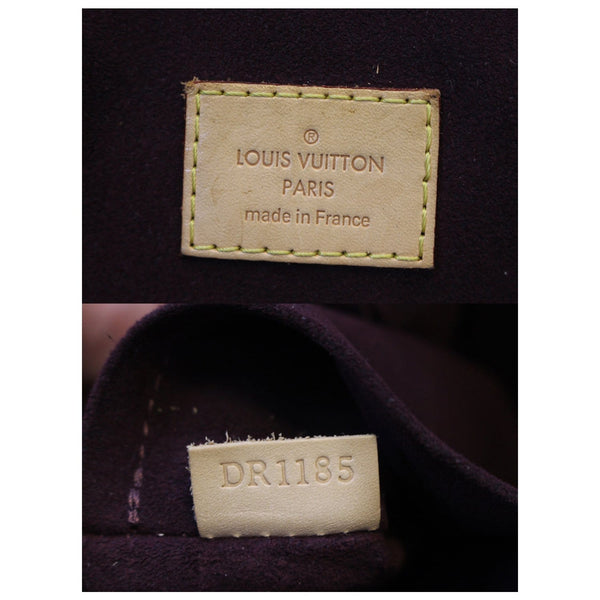 ®
LOUIS VUITTON
PARIS
made in France
DR1185